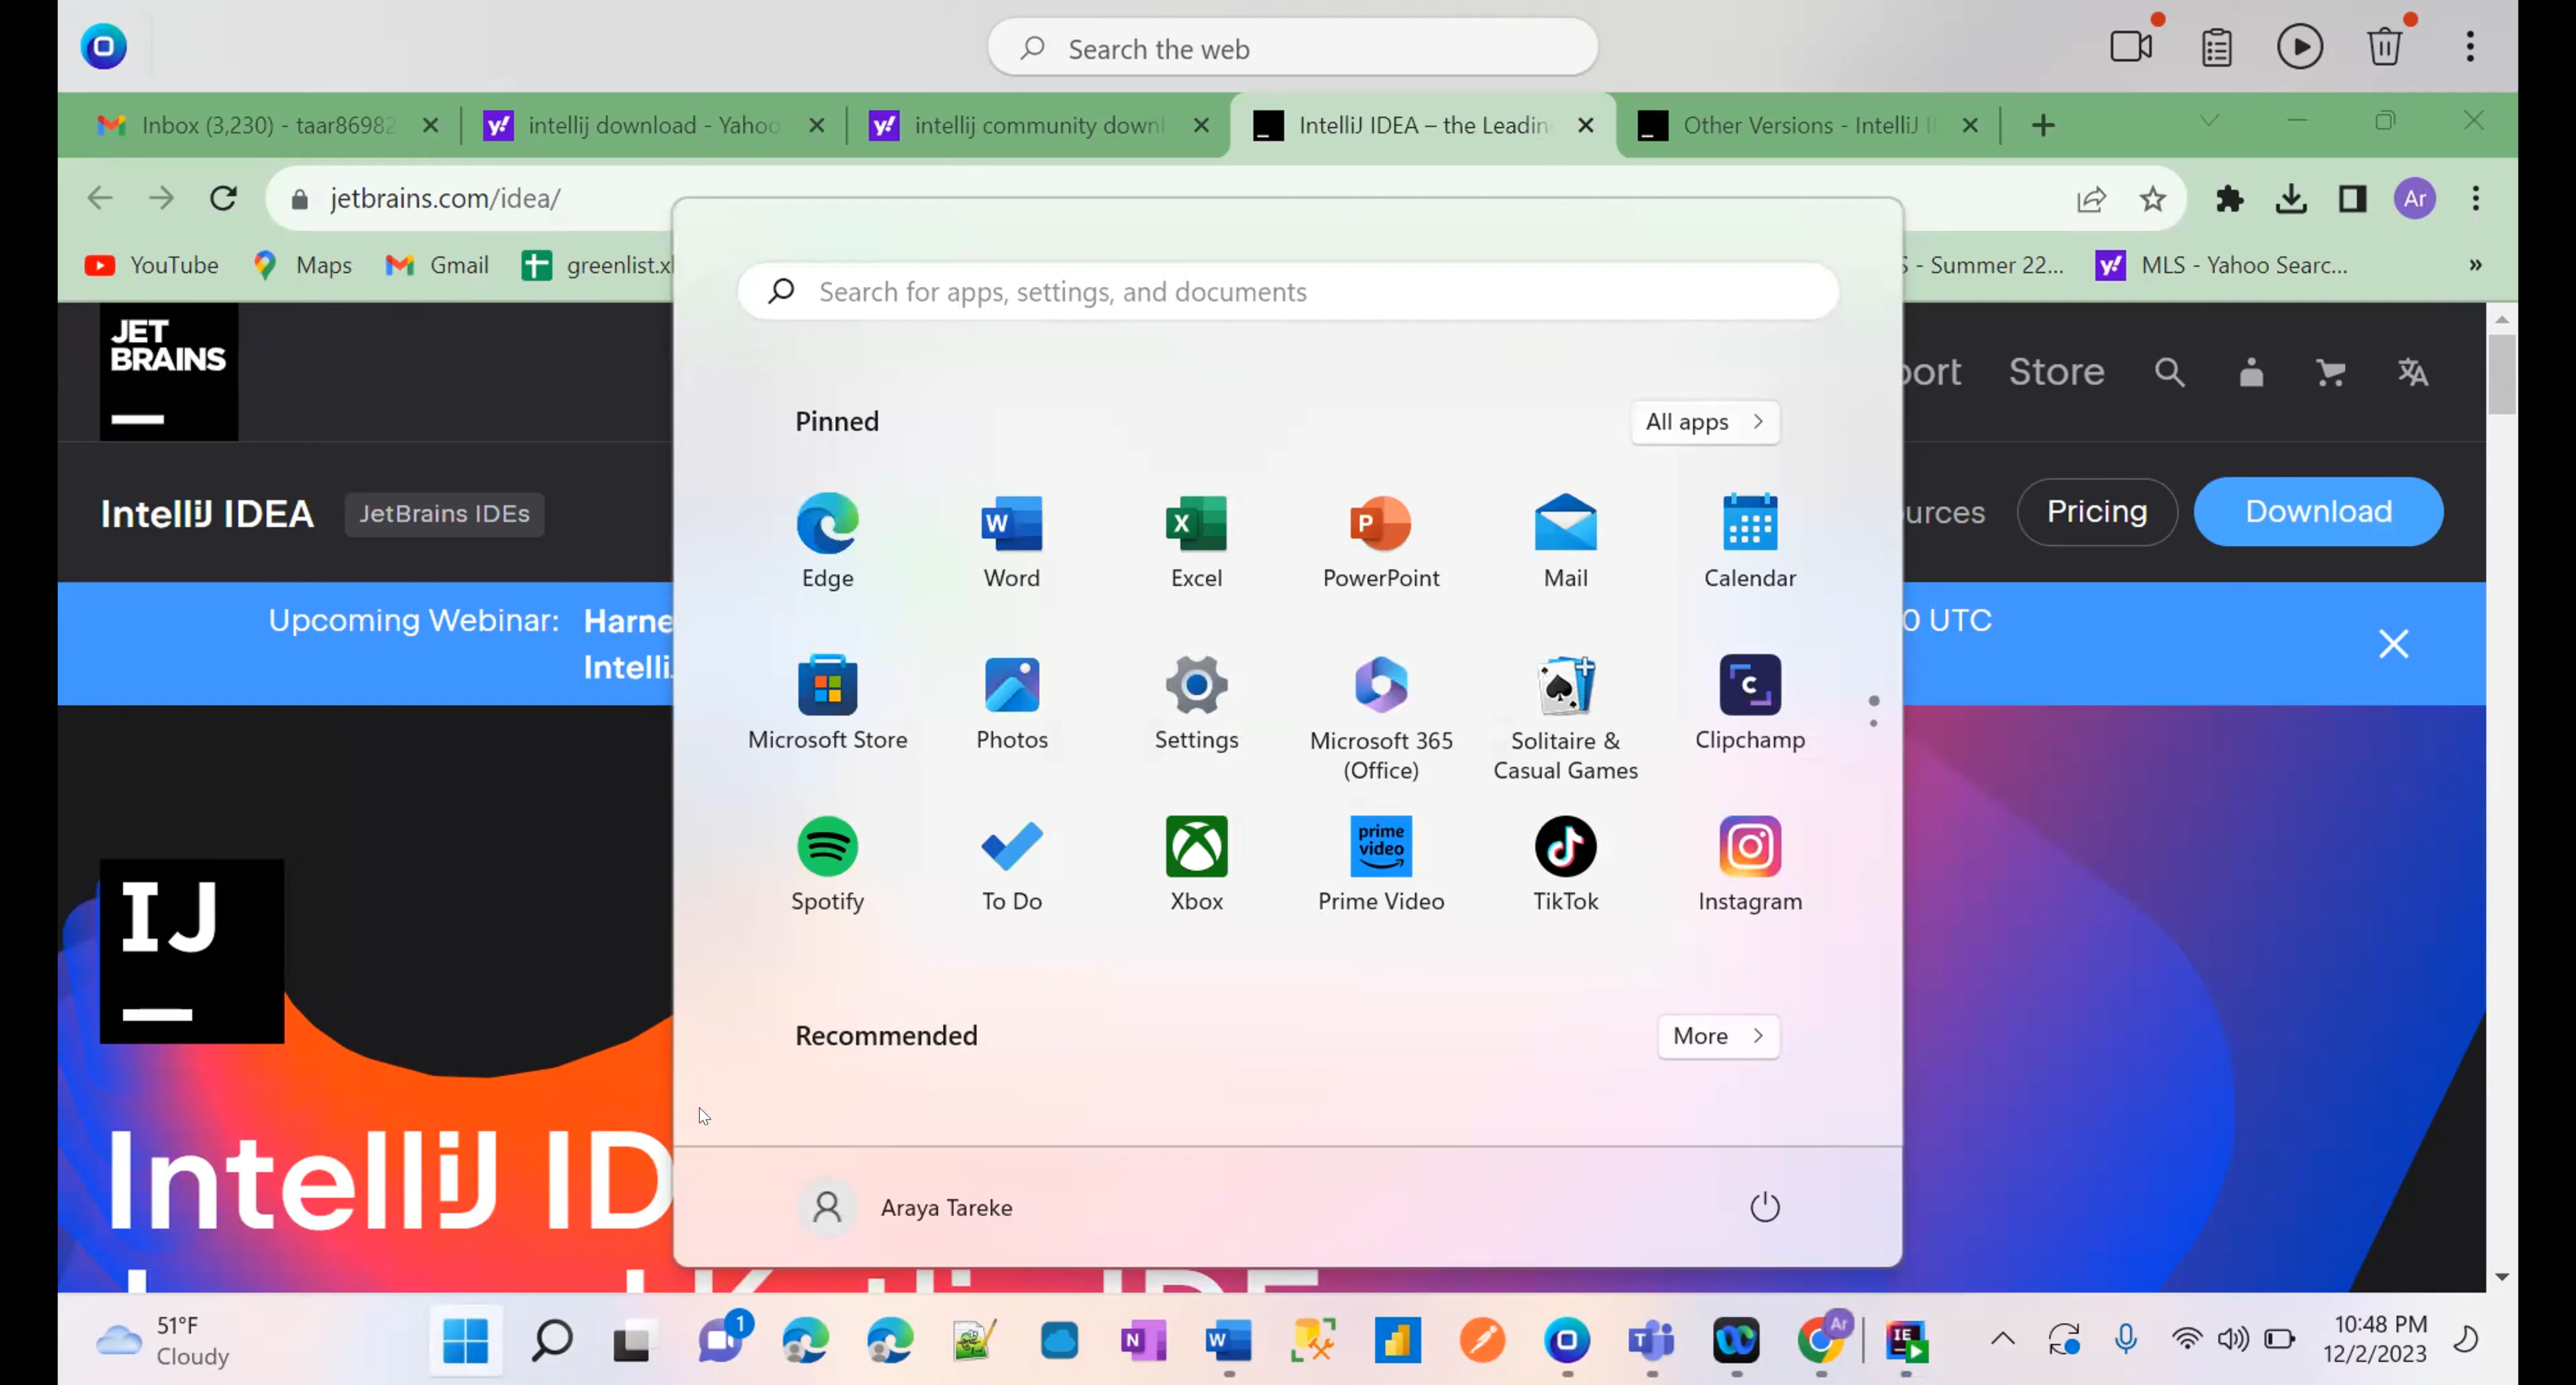 Search the web
Inbox (3,230) - taar86982
intellij download - Yahoo
intellij community downl
IntelliJ IDEA – the Leadin
Other Versions - IntelliJ I
jetbrains.com/idea/
Ar
YouTube
Maps
Gmail
greenlist.xl
- Summer 22...
MLS - Yahoo Searc...
Search for apps, settings, and documents
JET
BRAINS
port
Store
Pinned
All apps
IntelliJ IDEA
JetBrains IDEs
urces
Pricing
Download
Edge
Word
Excel
PowerPoint
Mail
Calendar
Upcoming Webinar:
Harne
Intelli
0 UTC
Microsoft Store
Photos
Settings
Microsoft 365
(Office)
Solitaire &
Casual Games
Clipchamp
prime
video
Spotify
To Do
Xbox
Prime Video
TikTok
Instagram
IJ
Recommended
More
IntelliJ ID
Araya Tareke
51°F
Cloudy
1
Ar
10:48 PM
12/2/2023